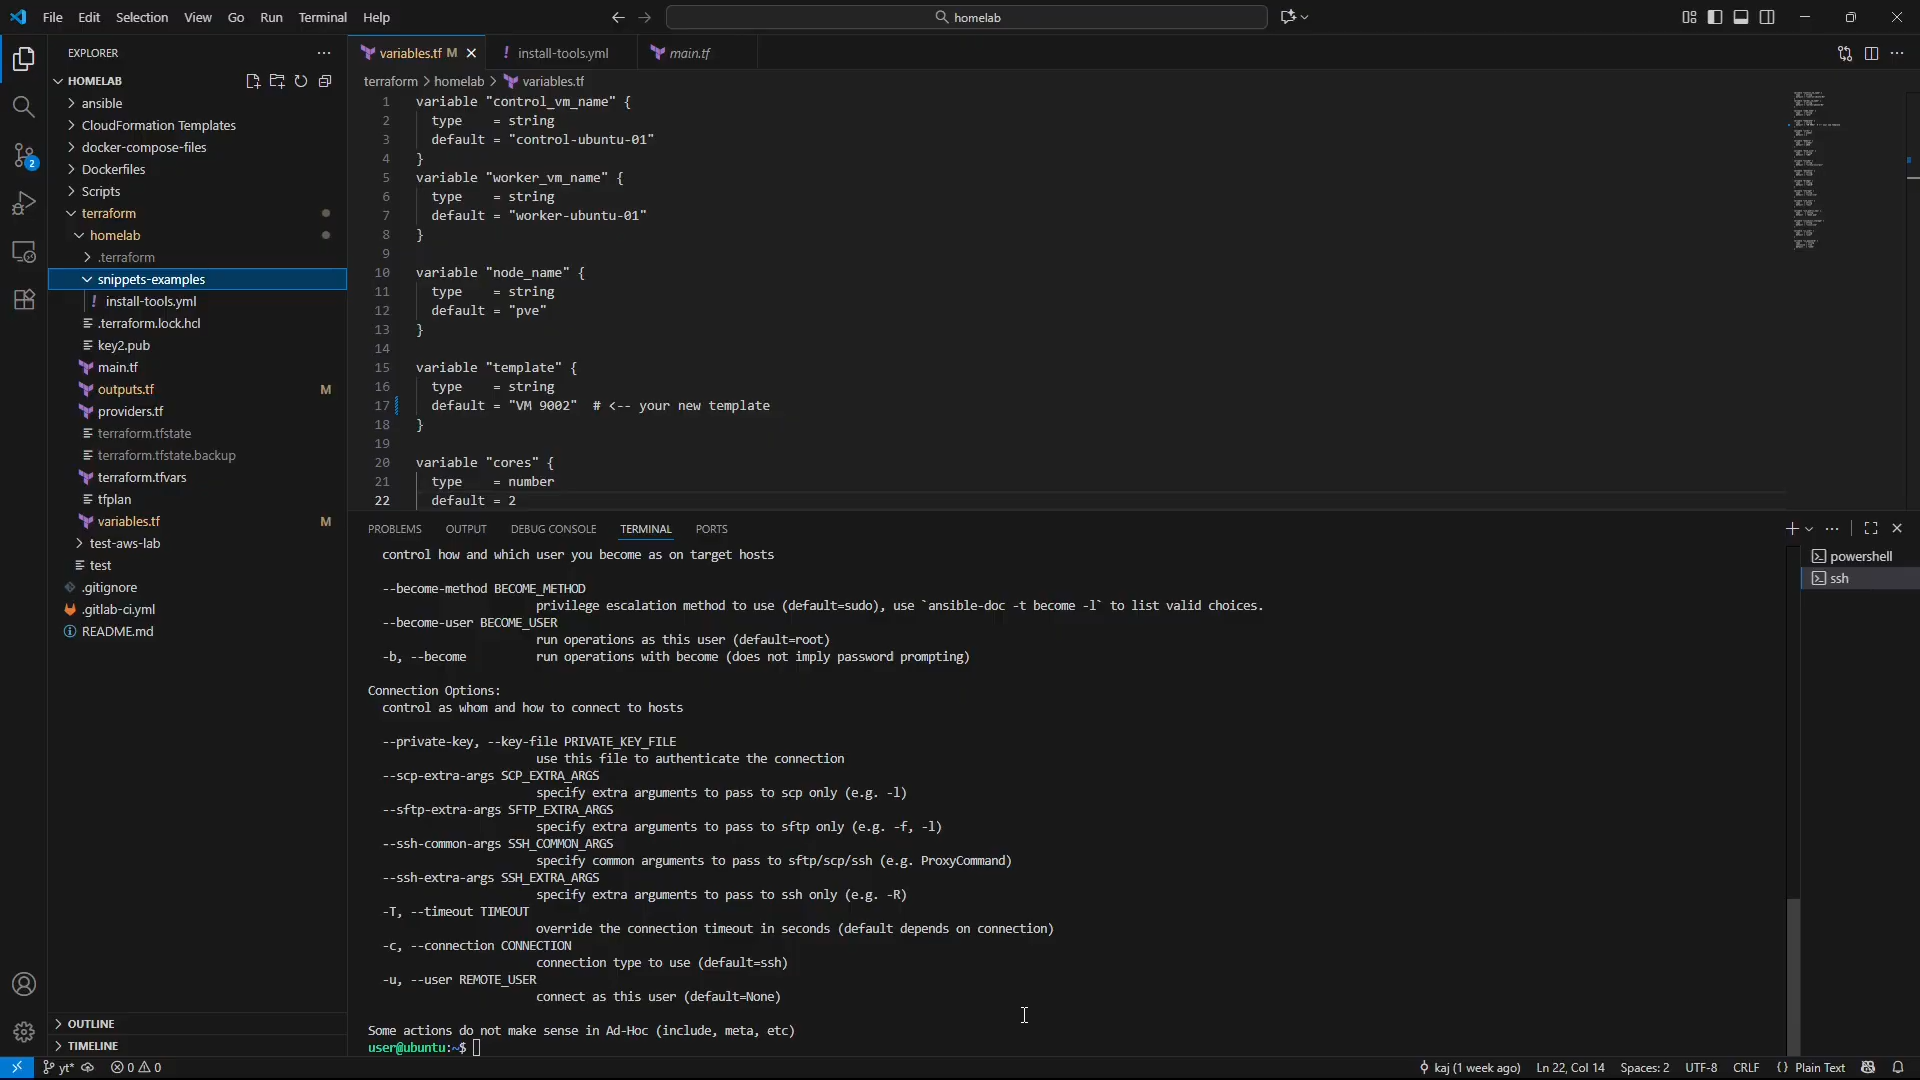 File Edit Selection View Go Run Terminal Help
homelab
EXPLORER
HOMELAB
ansible
CloudFormation Templates
docker-compose-files
Dockerfiles
Scripts
terraform
homelab
.terraform
snippets-examples
! install-tools.yml
.terraform.lock.hcl
key2.pub
main.tf
outputs.tf M
providers.tf
terraform.tfstate
terraform.tfstate.backup
terraform.tfvars
tfplan
variables.tf M
test-aws-lab
test
.gitignore
.gitlab-ci.yml
README.md
OUTLINE
TIMELINE
2
variables.tf M
! install-tools.yml
main.tf
terraform > homelab > variables.tf
1 variable "control_vm_name" {
2 type    = string
3 default = "control-ubuntu-01"
4 }
5 variable "worker_vm_name" {
6 type    = string
7 default = "worker-ubuntu-01"
8 }
9
10 variable "node_name" {
11 type    = string
12 default = "pve"
13 }
14
15 variable "template" {
16 type    = string
17 default = "VM 9002"  # <-- your new template
18 }
19
20 variable "cores" {
21 type    = number
22 default = 2
PROBLEMS OUTPUT DEBUG CONSOLE TERMINAL PORTS
powershell
ssh
control how and which user you become as on target hosts
--become-method BECOME_METHOD
privilege escalation method to use (default=sudo), use `ansible-doc -t become -l` to list valid choices.
--become-user BECOME_USER
run operations as this user (default=root)
-b, --become          run operations with become (does not imply password prompting)
Connection Options:
control as whom and how to connect to hosts
--private-key, --key-file PRIVATE_KEY_FILE
use this file to authenticate the connection
--scp-extra-args SCP_EXTRA_ARGS
specify extra arguments to pass to scp only (e.g. -l)
--sftp-extra-args SFTP_EXTRA_ARGS
specify extra arguments to pass to sftp only (e.g. -f, -l)
--ssh-common-args SSH_COMMON_ARGS
specify common arguments to pass to sftp/scp/ssh (e.g. ProxyCommand)
--ssh-extra-args SSH_EXTRA_ARGS
specify extra arguments to pass to ssh only (e.g. -R)
-T, --timeout TIMEOUT
override the connection timeout in seconds (default depends on connection)
-c, --connection CONNECTION
connection type to use (default=ssh)
-u, --user REMOTE_USER
connect as this user (default=None)
Some actions do not make sense in Ad-Hoc (include, meta, etc)
user@ubuntu:~$
yt* 0 0 kaj (1 week ago) Ln 22, Col 14 Spaces: 2 UTF-8 CRLF {} Plain Text